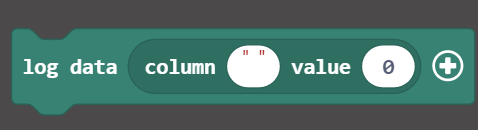 log data column " " value 0